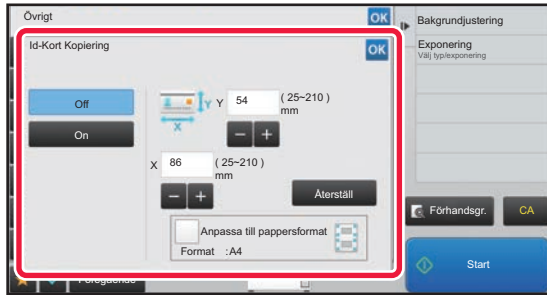 Övrigt
OK
Id-Kort Kopiering
OK
Off
On
Y
X
Y 54 ( 25~210 )
mm
X 86 ( 25~210 )
mm
Återställ
Anpassa till pappersformat
Format :A4
Bakgrundjustering
Exponering
Välj typ/exponering
Förhandsgr.
CA
Start